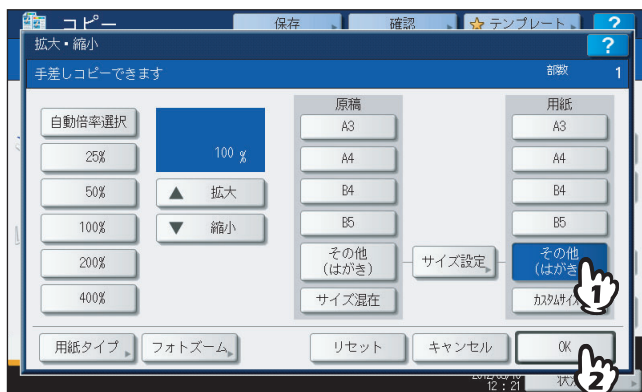 コピー
保存
確認
テンプレート
?
拡大・縮小
?
手差しコピーできます
部数 1
原稿
用紙
自動倍率選択
A3
A3
25%
100 %
A4
A4
50%
▲ 拡大
B4
B4
100%
▼ 縮小
B5
B5
200%
その他
(はがき)
サイズ設定
その他
(はがき
400%
サイズ混在
カスタムサイズ
1
用紙タイプ
フォトズーム
リセット
キャンセル
OK
12:21
2